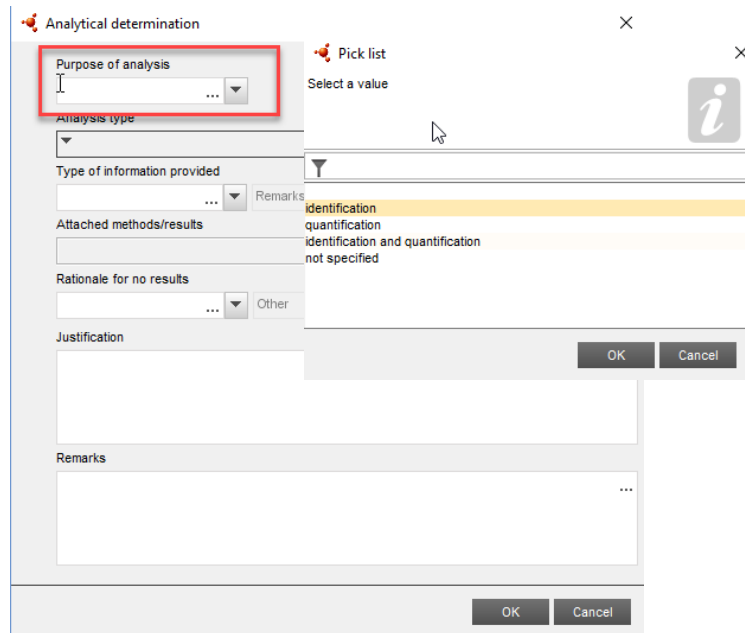 Analytical determination
Purpose of analysis
...
Analysis type
Type of information provided
... Remarks
Attached methods/results
Rationale for no results
... Other
Justification
Remarks
...
OK Cancel
Pick list
Select a value
i
identification
quantification
identification and quantification
not specified
OK Cancel